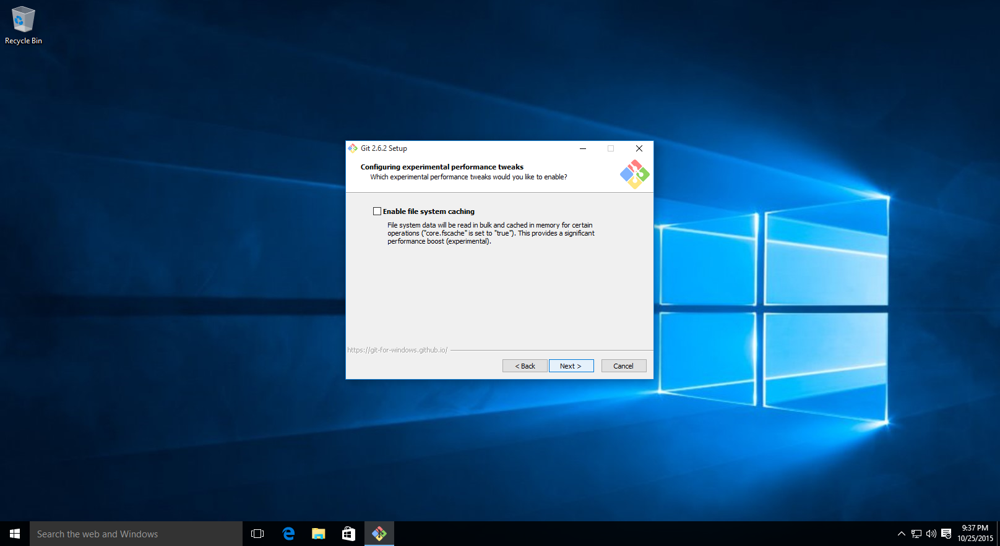 Recycle Bin
Git 2.6.2 Setup
Configuring experimental performance tweaks
Which experimental performance tweaks would you like to enable?
Enable file system caching
File system data will be read in bulk and cached in memory for certain
operations ("core.fscache" is set to "true"). This provides a significant
performance boost (experimental).
https://git-for-windows.github.io/
< Back
Next >
Cancel
Search the web and Windows
9:37 PM
10/25/2015